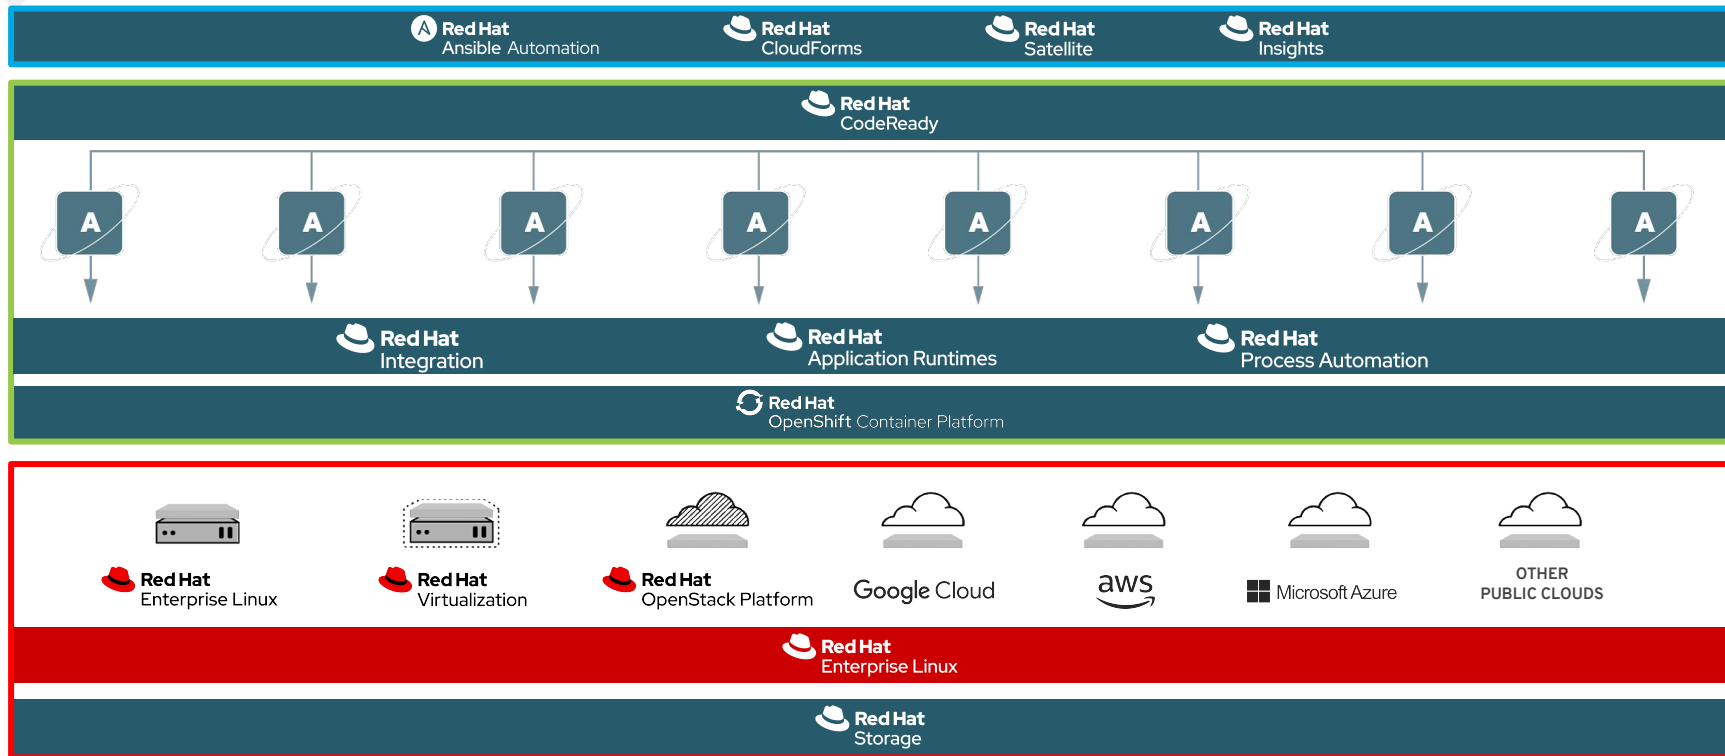 Red Hat
Ansible Automation
Red Hat
CloudForms
Red Hat
Satellite
Red Hat
Insights
Red Hat
CodeReady
A
A
A
A
A
A
A
A
Red Hat
Integration
Red Hat
Application Runtimes
Red Hat
Process Automation
Red Hat
OpenShift Container Platform
Red Hat
Enterprise Linux
Red Hat
Virtualization
Red Hat
OpenStack Platform
Google Cloud
aws
Microsoft Azure
OTHER
PUBLIC CLOUDS
Red Hat
Enterprise Linux
Red Hat
Storage